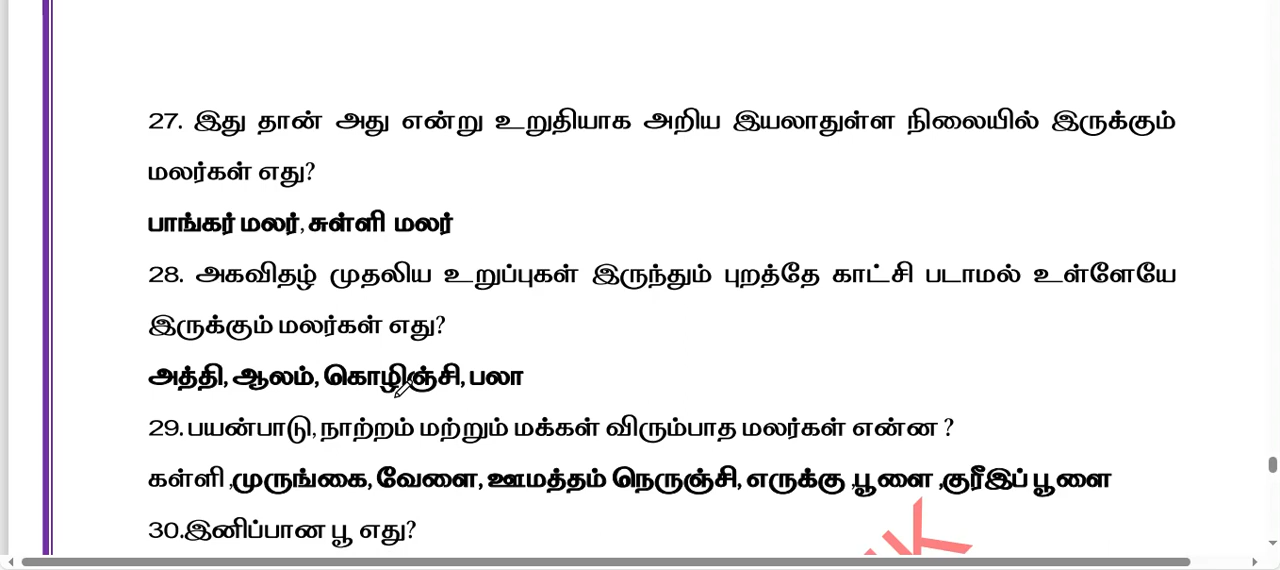 27. இது தான் அது என்று உறுதியாக அறிய இயலாதுள்ள நிலையில் இருக்கும்
மலர்கள் எது?
பாங்கர் மலர், சுள்ளி மலர்
28. அகவிதழ் முதலிய உறுப்புகள் இருந்தும் புறத்தே காட்சி படாமல் உள்ளேயே
இருக்கும் மலர்கள் எது?
அத்தி, ஆலம், கொழிஞ்சி, பலா
29. பயன்பாடு, நாற்றம் மற்றும் மக்கள் விரும்பாத மலர்கள் என்ன ?
கள்ளி ,முருங்கை, வேளை, ஊமத்தம் நெருஞ்சி, எருக்கு ,பூளை ,குரீஇப் பூளை
30.இனிப்பான பூ எது?